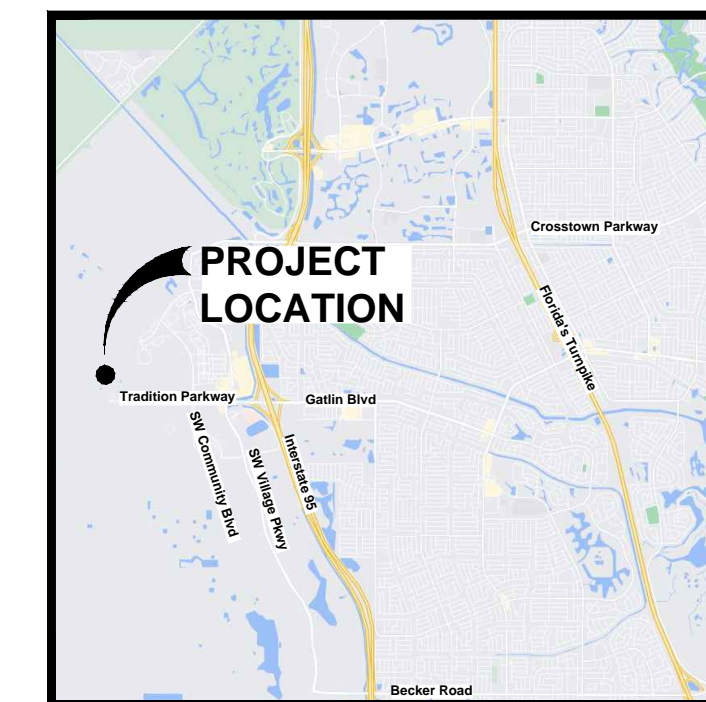 Crosstown Parkway
PROJECT
LOCATION
Florida's Turnpike
Tradition Parkway
Gatlin Blvd
SW Community Blvd
SW Village Pkwy
Interstate 95
Becker Road